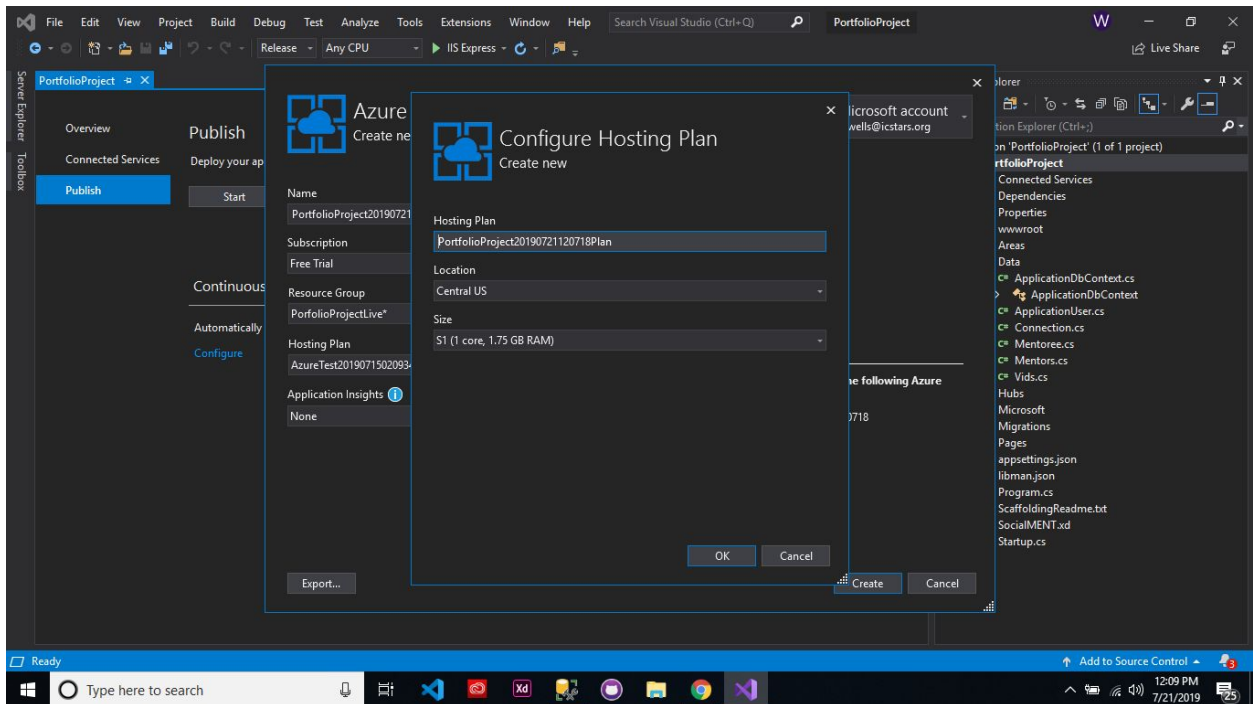 File Edit View Project Build Debug Test Analyze Tools Extensions Window Help Search Visual Studio (Ctrl+Q) PortfolioProject W
Release Any CPU IIS Express Live Share
Server Explorer
Toolbox
PortfolioProject
Overview
Connected Services
Publish
Publish
Deploy your ap
Start
Continuous
Automatically
Configure
Azure
Create ne
Microsoft account
wells@icstars.org
Name
PortfolioProject20190721
Subscription
Free Trial
Resource Group
PorfolioProjectLive*
Hosting Plan
AzureTest2019071502093
Application Insights
None
he following Azure
0718
Export...
Create Cancel
Configure Hosting Plan
Create new
Hosting Plan
PortfolioProject20190721120718Plan
Location
Central US
Size
S1 (1 core, 1.75 GB RAM)
OK Cancel
plorer
tion Explorer (Ctrl+;)
on 'PortfolioProject' (1 of 1 project)
rtfolioProject
Connected Services
Dependencies
Properties
wwwroot
Areas
Data
C# ApplicationDbContext.cs
ApplicationDbContext
C# ApplicationUser.cs
C# Connection.cs
C# Mentoree.cs
C# Mentors.cs
C# Vids.cs
Hubs
Microsoft
Migrations
Pages
appsettings.json
libman.json
Program.cs
ScaffoldingReadme.txt
SocialMENT.xd
Startup.cs
Ready
Add to Source Control
3
Type here to search
Xd
12:09 PM
7/21/2019
25